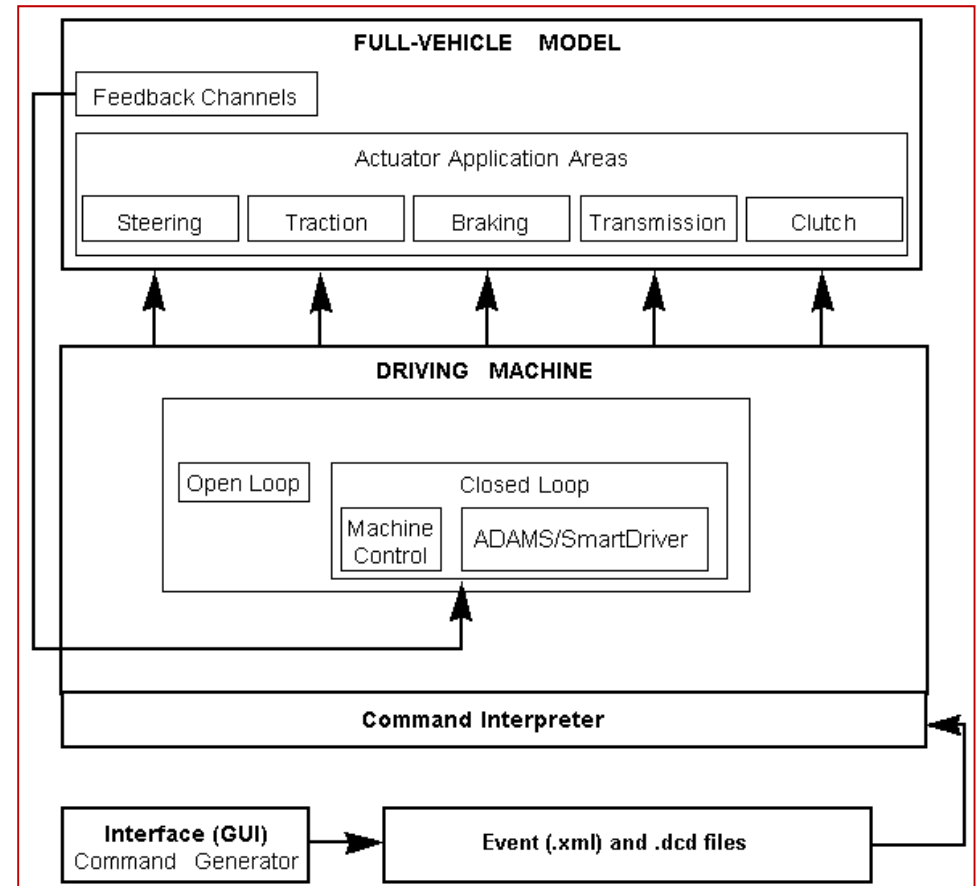 FULL-VEHICLE MODEL
Feedback Channels
Actuator Application Areas
Steering
Traction
Braking
Transmission
Clutch
DRIVING MACHINE
Open Loop
Closed Loop
Machine
Control
ADAMS/SmartDriver
Command Interpreter
Interface (GUI)
Command Generator
Event (.xml) and .dcd files